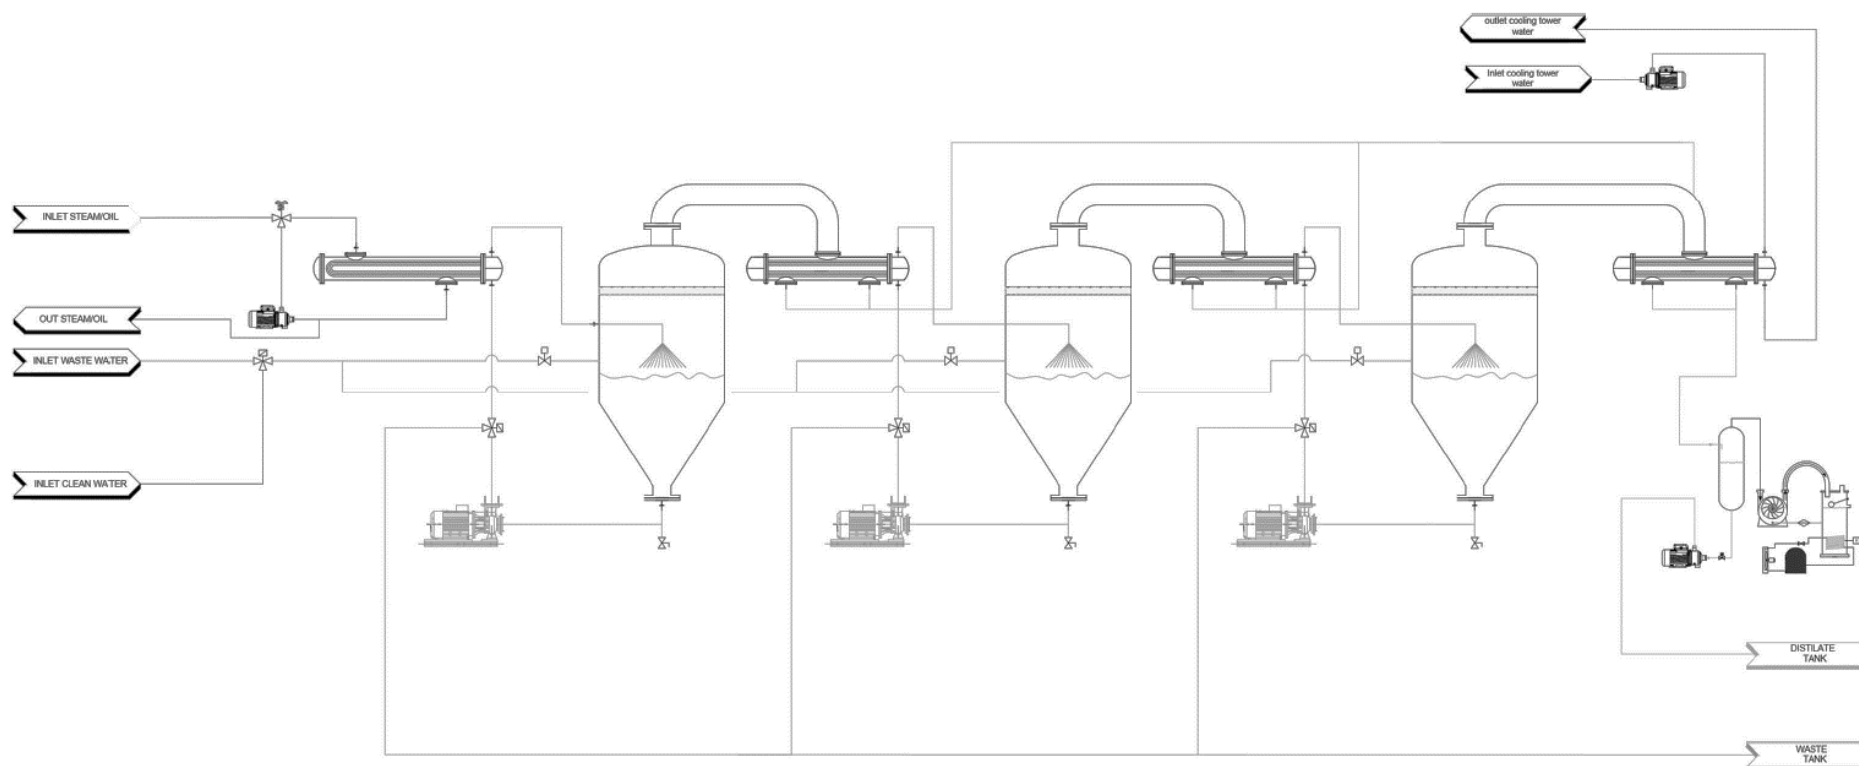 outlet cooling tower
water
Inlet cooling tower
water
INLET STEAM/OIL
OUT STEAM/OIL
INLET WASTE WATER
INLET CLEAN WATER
DISTILATE
TANK
WASTE
TANK